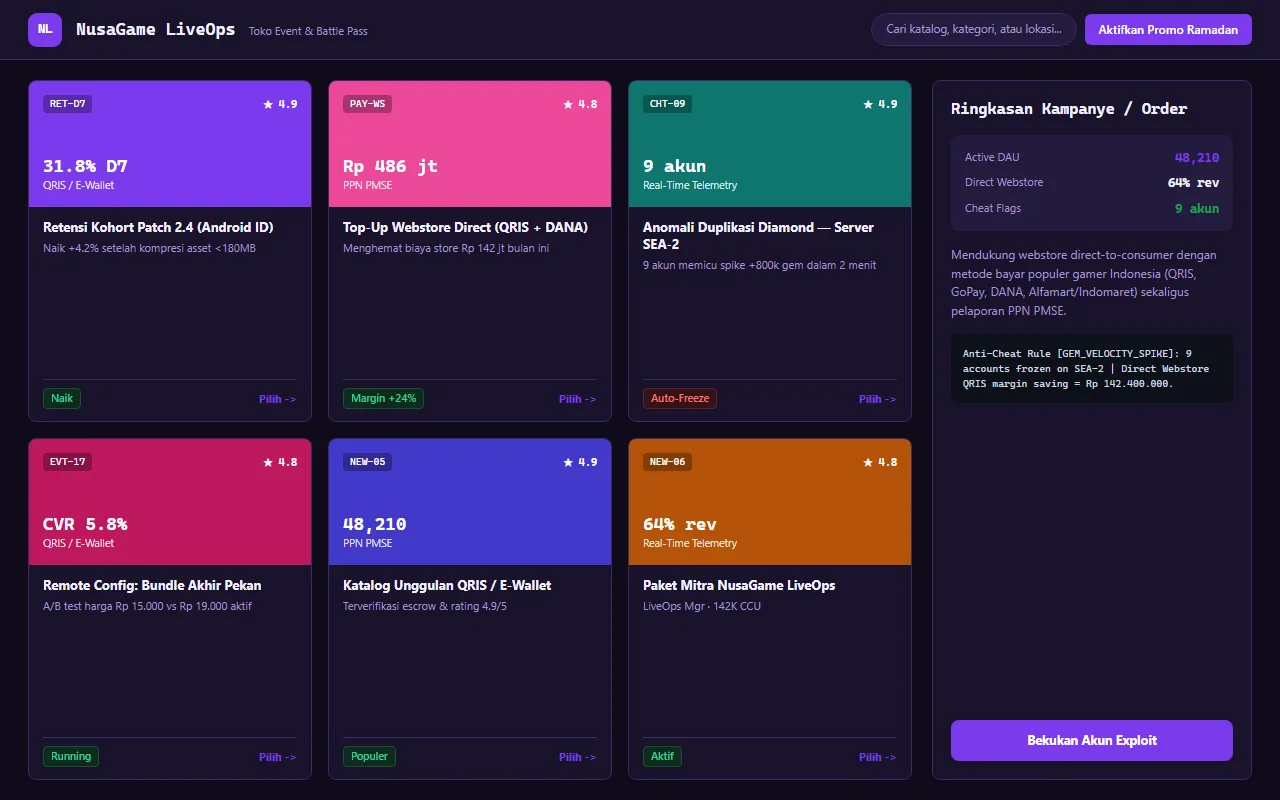 NL
NusaGame LiveOps
Toko Event & Battle Pass
Cari katalog, kategori, atau lokasi...
Aktifkan Promo Ramadan
RET-D7
★ 4.9
31.8% D7
QRIS / E-Wallet
Retensi Kohort Patch 2.4 (Android ID)
Naik +4.2% setelah kompresi asset <180MB
Naik
Pilih ->
PAY-WS
★ 4.8
Rp 486 jt
PPN PMSE
Top-Up Webstore Direct (QRIS + DANA)
Menghemat biaya store Rp 142 jt bulan ini
Margin +24%
Pilih ->
CHT-09
★ 4.9
9 akun
Real-Time Telemetry
Anomali Duplikasi Diamond — Server
SEA-2
9 akun memicu spike +800k gem dalam 2 menit
Auto-Freeze
Pilih ->
EVT-17
★ 4.8
CVR 5.8%
QRIS / E-Wallet
Remote Config: Bundle Akhir Pekan
A/B test harga Rp 15.000 vs Rp 19.000 aktif
Running
Pilih ->
NEW-05
★ 4.9
48,210
PPN PMSE
Katalog Unggulan QRIS / E-Wallet
Terverifikasi escrow & rating 4.9/5
Populer
Pilih ->
NEW-06
★ 4.8
64% rev
Real-Time Telemetry
Paket Mitra NusaGame LiveOps
LiveOps Mgr · 142K CCU
Aktif
Pilih ->
Ringkasan Kampanye / Order
Active DAU 48,210
Direct Webstore 64% rev
Cheat Flags 9 akun
Mendukung webstore direct-to-consumer dengan
metode bayar populer gamer Indonesia (QRIS,
GoPay, DANA, Alfamart/Indomaret) sekaligus
pelaporan PPN PMSE.
Anti-Cheat Rule [GEM_VELOCITY_SPIKE]: 9
accounts frozen on SEA-2 | Direct Webstore
QRIS margin saving = Rp 142.400.000.
Bekukan Akun Exploit